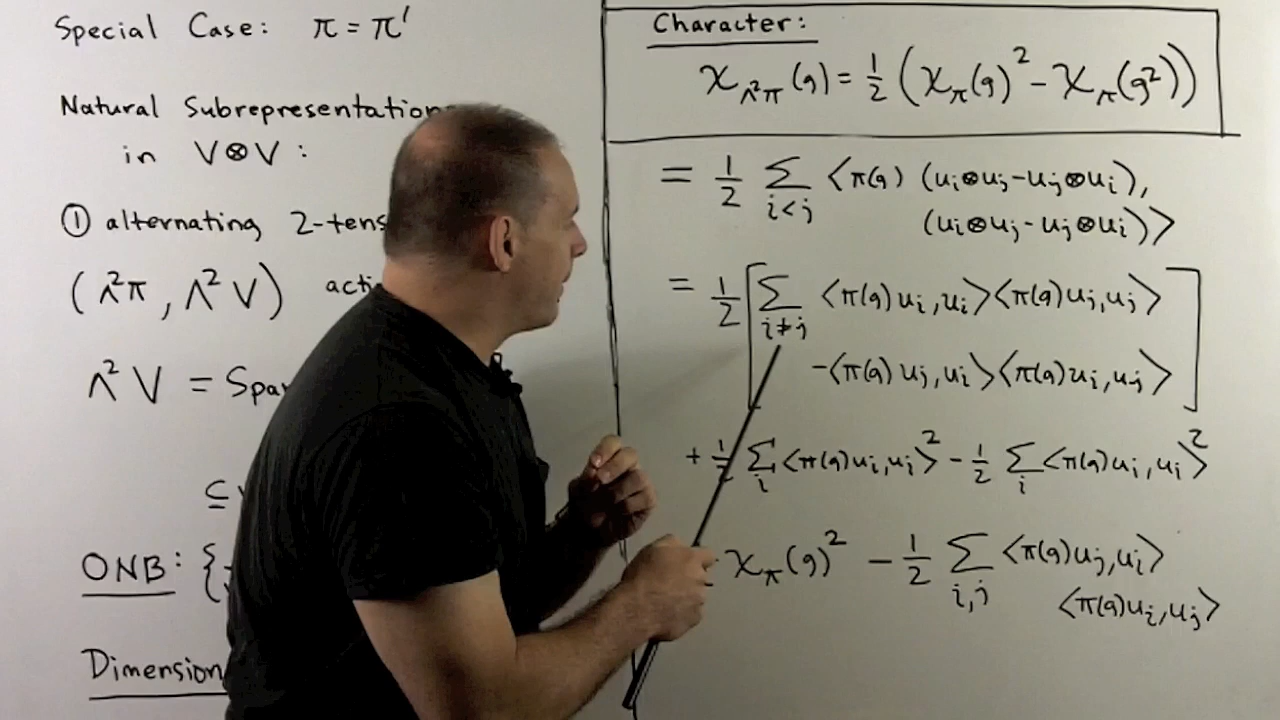 Special Case: π = π'
Natural Subrepresentation
in V⊗V:
① alternating 2-tens
(Λ²π, Λ²V) acti
Λ²V = Spa
⊆
ONB: {
Dimension
Character:
χ_{Λ²π}(g) = 1/2 (χ_π(g)² - χ_π(g²))
= 1/2 Σ_{i<j} <π(g) (u_i⊗u_j - u_j⊗u_i),
(u_i⊗u_j - u_j⊗u_i)>
= 1/2 [ Σ_{i≠j} <π(g)u_i, u_i><π(g)u_j, u_j>
-<π(g)u_j, u_i><π(g)u_i, u_j> ]
+ 1/2 Σ_i <π(g)u_i, u_i>² - 1/2 Σ_i <π(g)u_i, u_i>²
χ_π(g)² - 1/2 Σ_{i,j} <π(g)u_j, u_i>
<π(g)u_i, u_j>